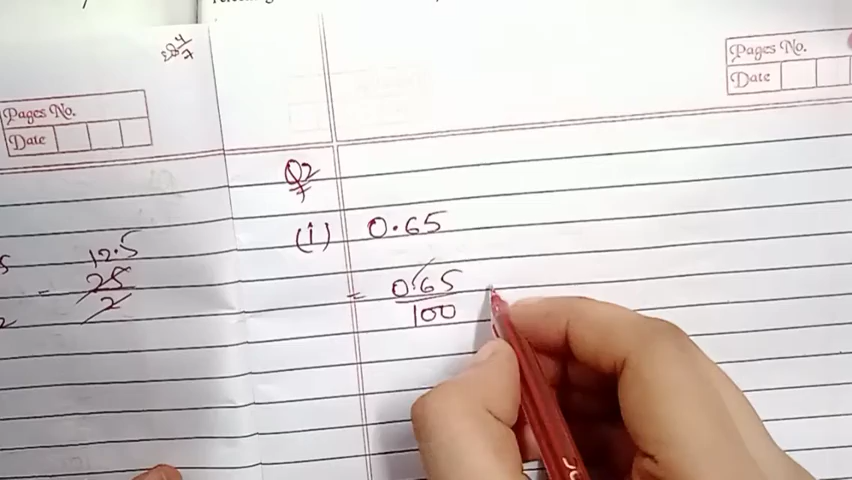 Pages No.
Date
Pages No.
Date
Q2
(i) 0.65
12.5
= 25
2
= 0.65
100